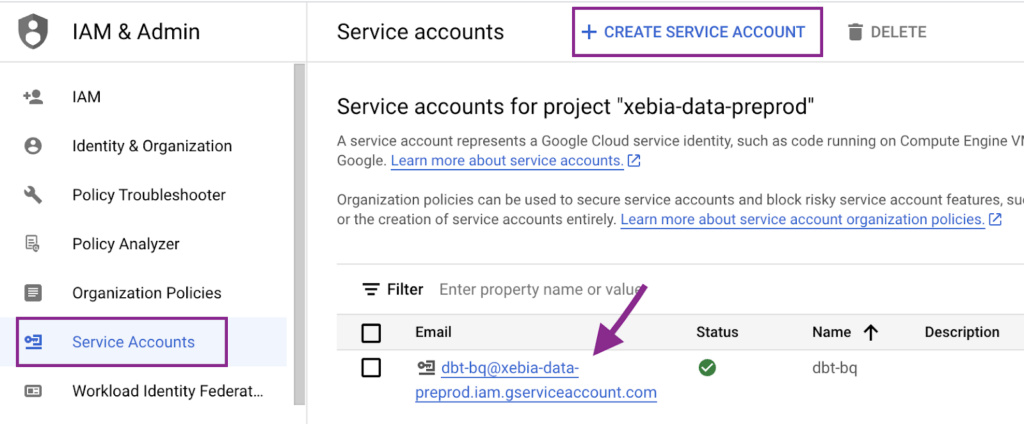 IAM & Admin
Service accounts
+ CREATE SERVICE ACCOUNT
DELETE
IAM
Identity & Organization
Policy Troubleshooter
Policy Analyzer
Organization Policies
Service Accounts
Workload Identity Federat...
Service accounts for project "xebia-data-preprod"
A service account represents a Google Cloud service identity, such as code running on Compute Engine
Google. Learn more about service accounts.
Organization policies can be used to secure service accounts and block risky service account features,
or the creation of service accounts entirely. Learn more about service account organization policies.
Filter Enter property name or value
Email Status Name Description
dbt-bq@xebia-data- dbt-bq
preprod.iam.gserviceaccount.com